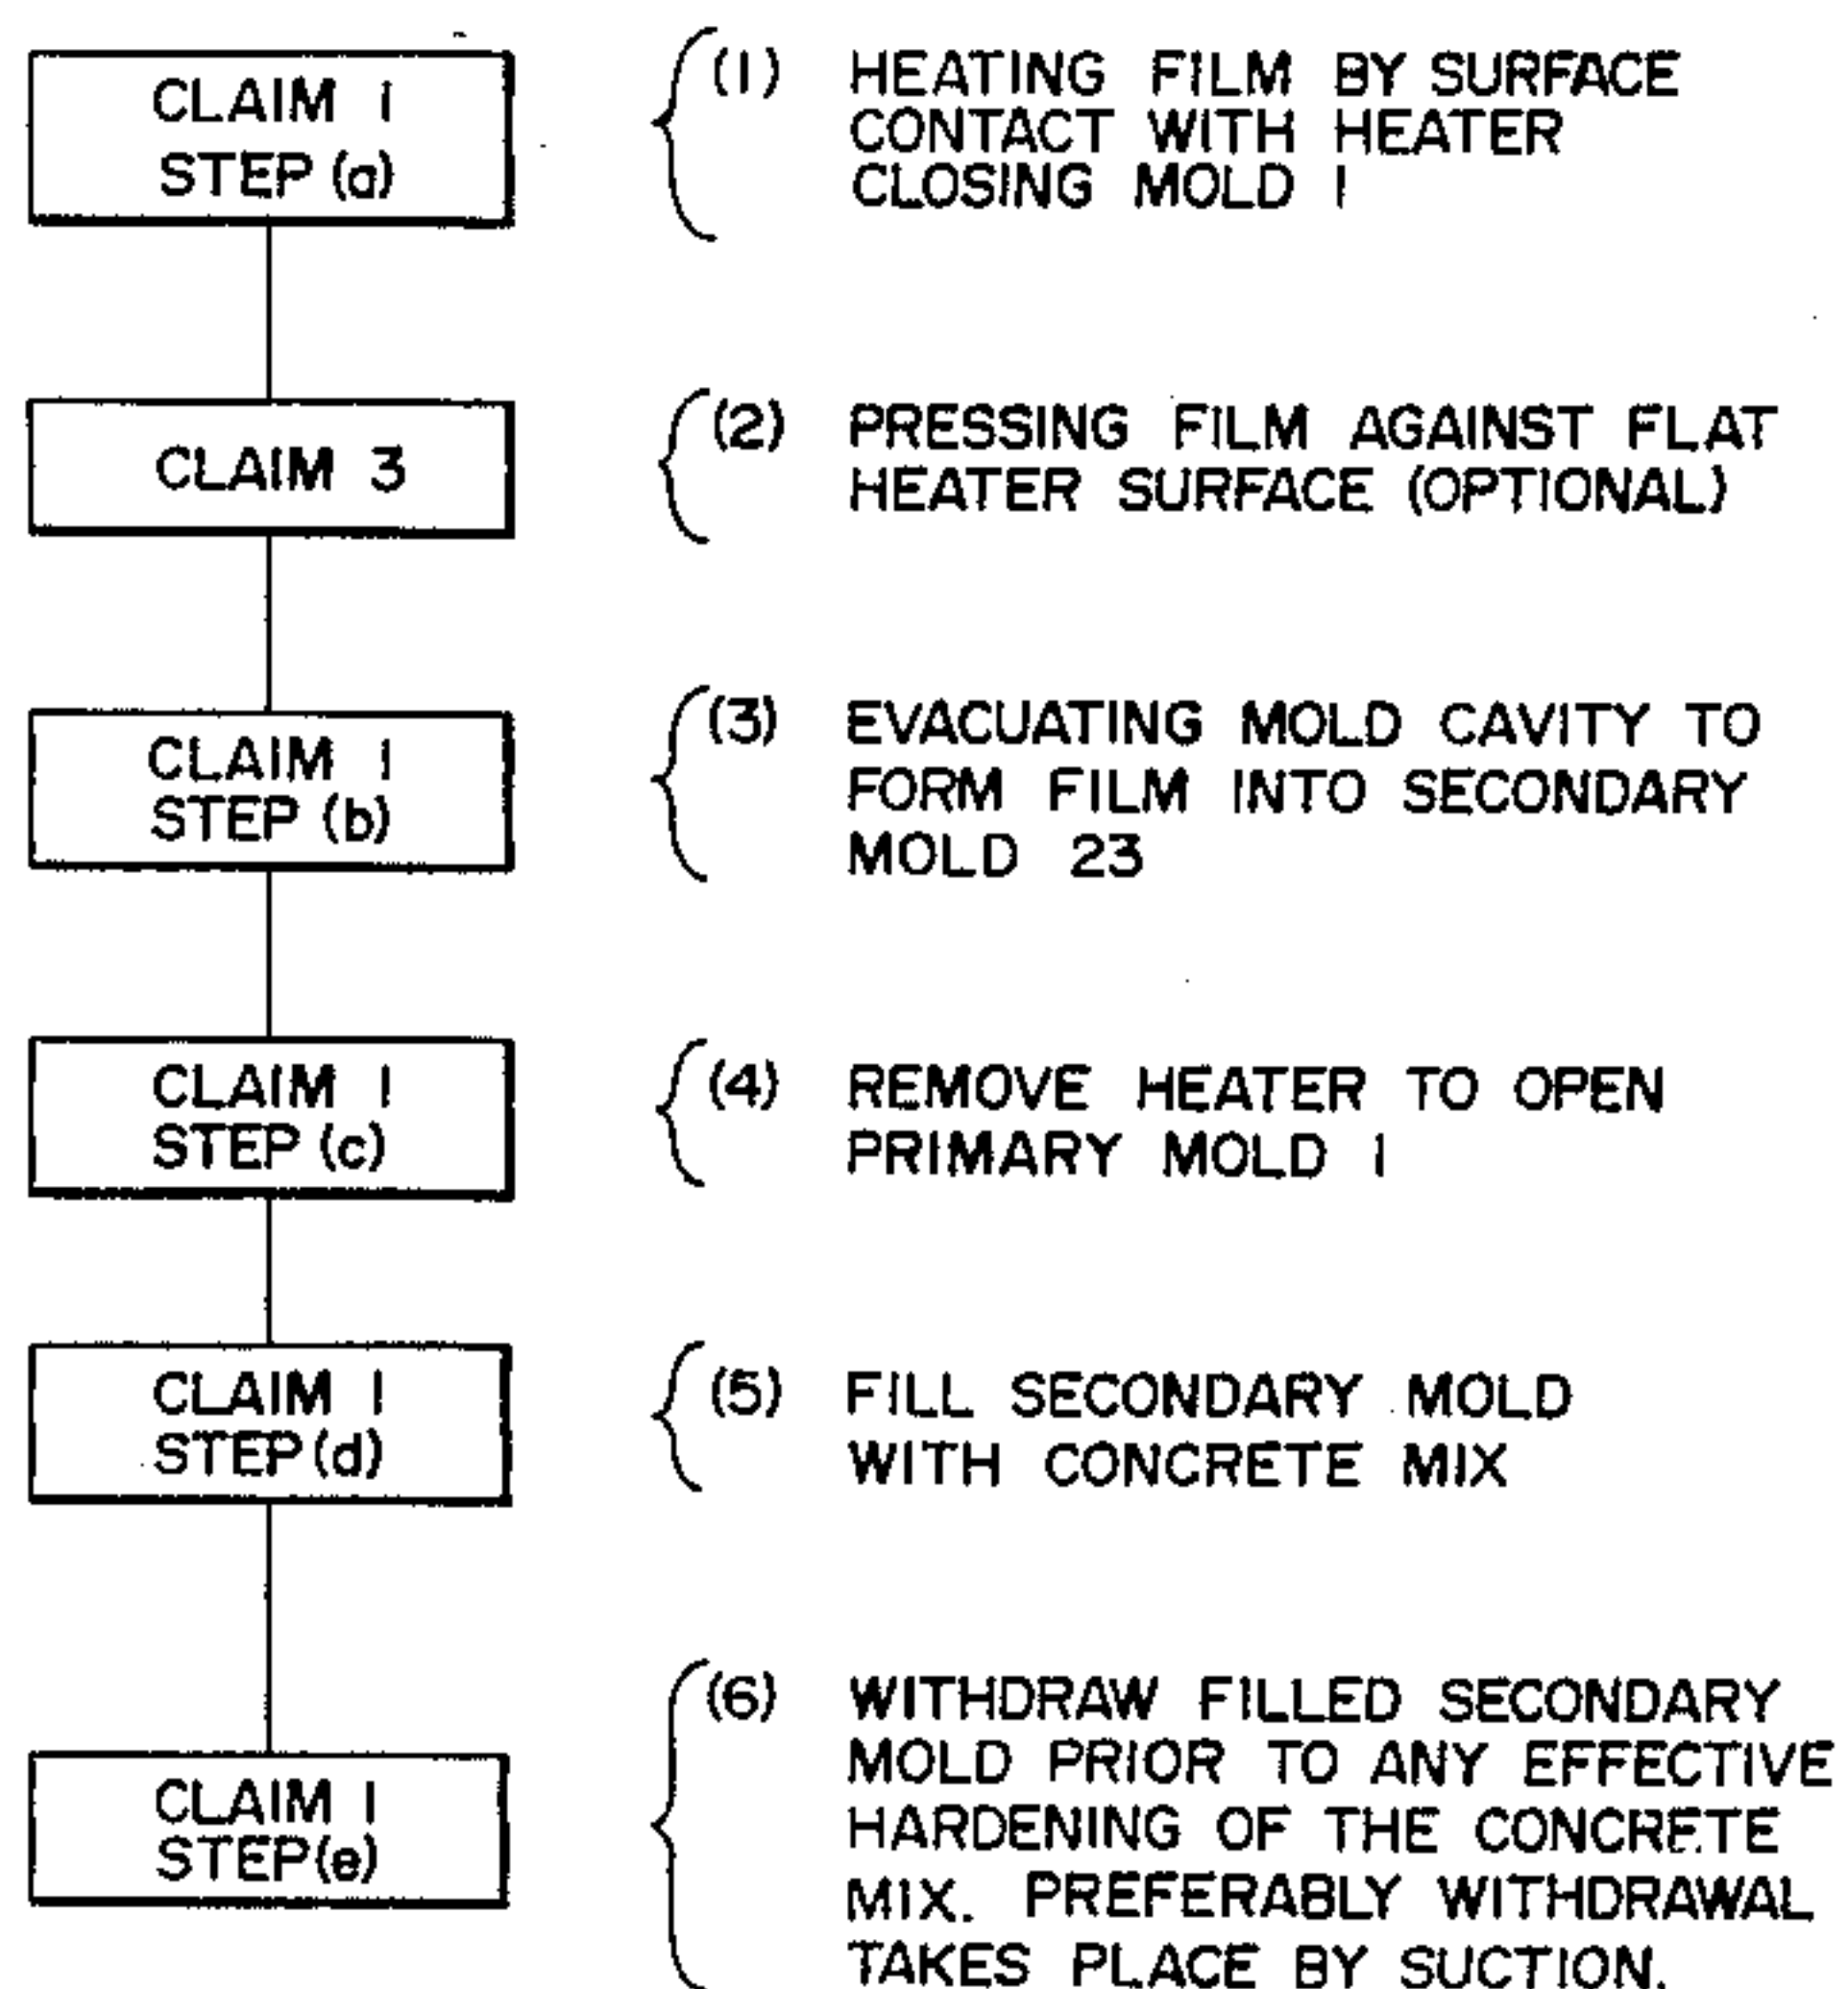 CLAIM 1
STEP (a)
(1) HEATING FILM BY SURFACE
CONTACT WITH HEATER
CLOSING MOLD 1
CLAIM 3
(2) PRESSING FILM AGAINST FLAT
HEATER SURFACE (OPTIONAL)
CLAIM 1
STEP (b)
(3) EVACUATING MOLD CAVITY TO
FORM FILM INTO SECONDARY
MOLD 23
CLAIM 1
STEP (c)
(4) REMOVE HEATER TO OPEN
PRIMARY MOLD 1
CLAIM 1
STEP (d)
(5) FILL SECONDARY MOLD
WITH CONCRETE MIX
CLAIM 1
STEP (e)
(6) WITHDRAW FILLED SECONDARY
MOLD PRIOR TO ANY EFFECTIVE
HARDENING OF THE CONCRETE
MIX. PREFERABLY WITHDRAWAL
TAKES PLACE BY SUCTION.